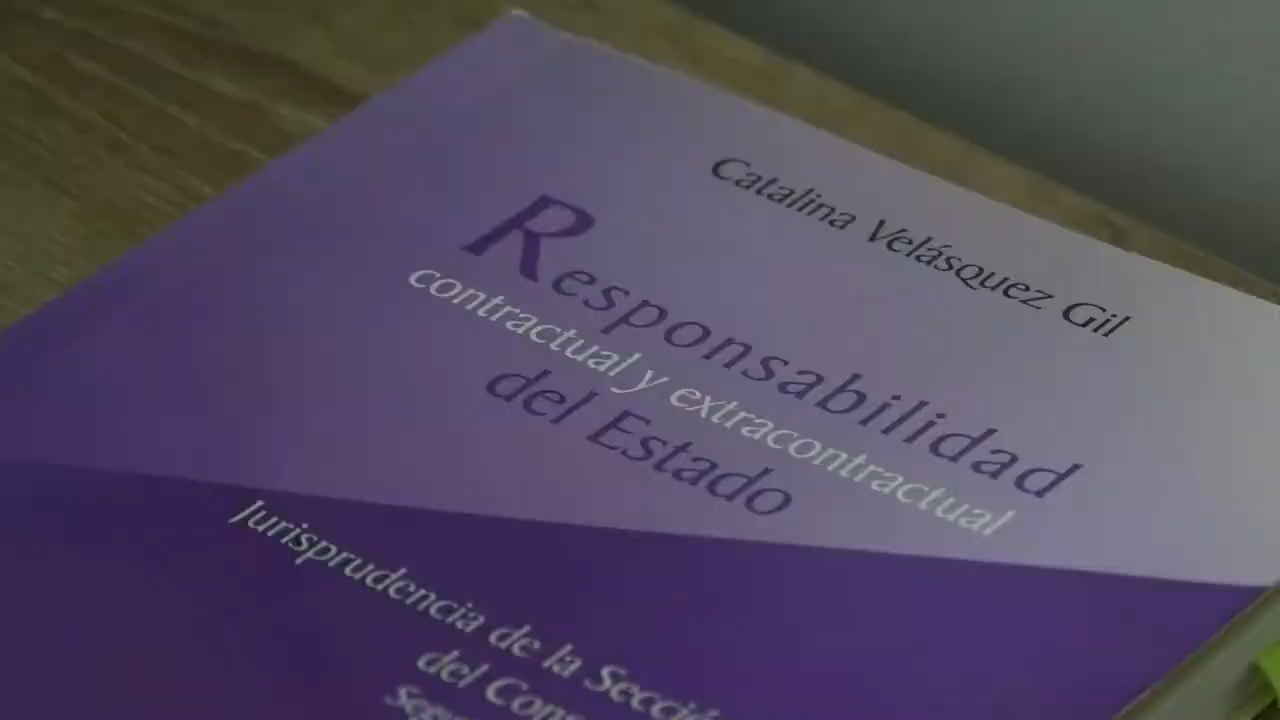 Catalina Velásquez Gil
Responsabilidad
contractual y extracontractual
del Estado
Jurisprudencia de la
del